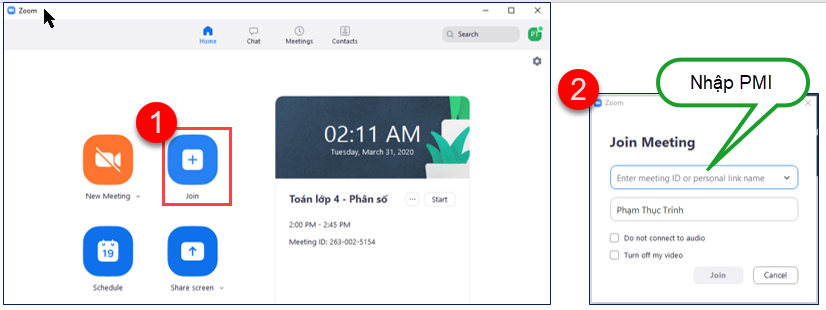 Zoom
Home
Chat
Meetings
Contacts
Search
PT
1
New Meeting
Join
19
Schedule
Share screen
02:11 AM
Tuesday, March 31, 2020
Toán lớp 4 - Phân số
... Start
2:00 PM - 2:45 PM
Meeting ID: 263-002-5154
2
Nhập PMI
Zoom
Join Meeting
Enter meeting ID or personal link name
Phạm Thục Trinh
Do not connect to audio
Turn off my video
Join Cancel